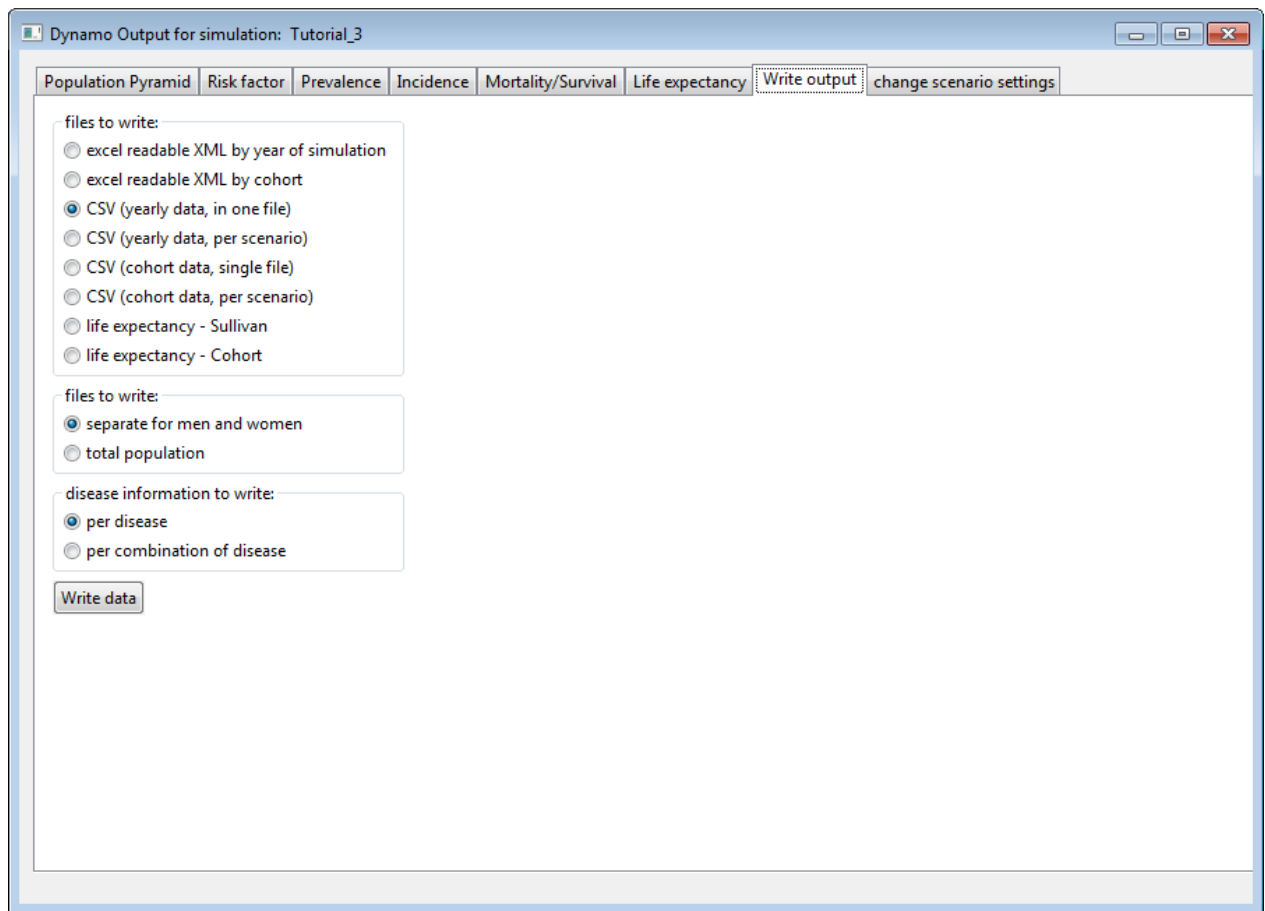 Dynamo Output for simulation: Tutorial_3
Population Pyramid Risk factor Prevalence Incidence Mortality/Survival Life expectancy Write output change scenario settings
files to write:
excel readable XML by year of simulation
excel readable XML by cohort
CSV (yearly data, in one file)
CSV (yearly data, per scenario)
CSV (cohort data, single file)
CSV (cohort data, per scenario)
life expectancy - Sullivan
life expectancy - Cohort
files to write:
separate for men and women
total population
disease information to write:
per disease
per combination of disease
Write data